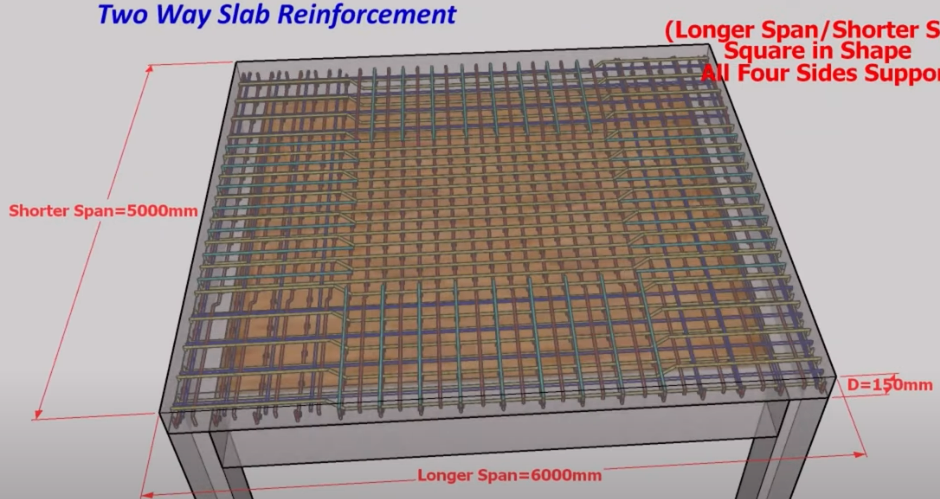 Two Way Slab Reinforcement
(Longer Span/Shorter S
Square in Shape
All Four Sides Suppor
Shorter Span=5000mm
D=150mm
Longer Span=6000mm